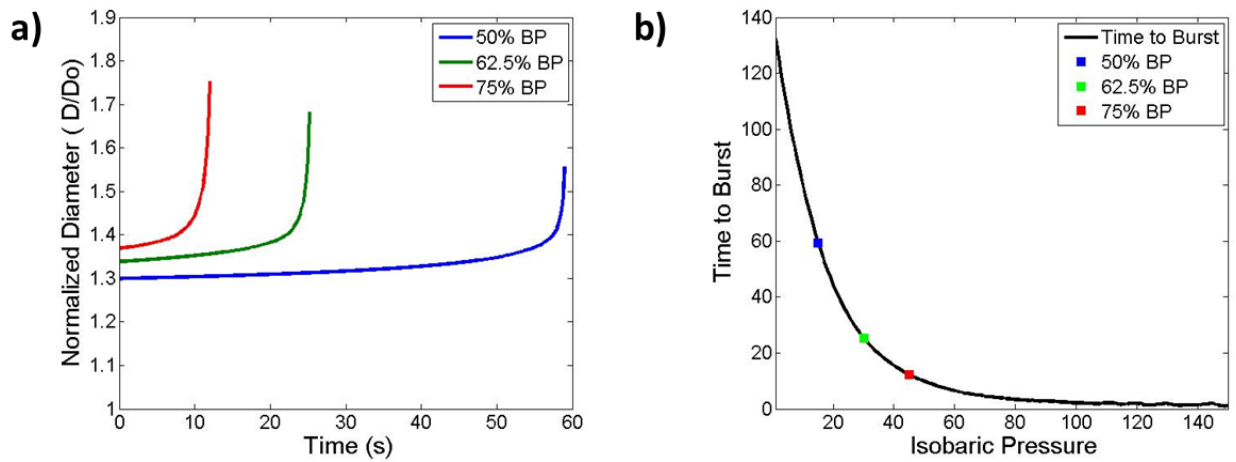 a)
Normalized Diameter ( D/Do)
1.9
1.8
1.7
1.6
1.5
1.4
1.3
1.2
1.1
1
0
10
20
30
40
50
60
Time (s)
50% BP
62.5% BP
75% BP
b)
Time to Burst
140
120
100
80
60
40
20
0
20
40
60
80
100
120
140
Isobaric Pressure
Time to Burst
50% BP
62.5% BP
75% BP